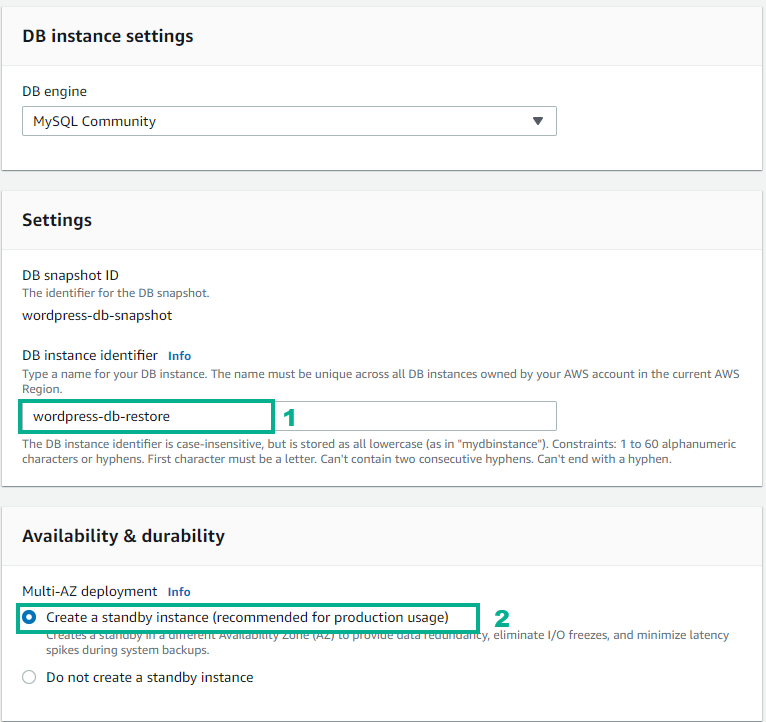 DB instance settings
DB engine
MySQL Community
Settings
DB snapshot ID
The identifier for the DB snapshot.
wordpress-db-snapshot
DB instance identifier Info
Type a name for your DB instance. The name must be unique across all DB instances owned by your AWS account in the current AWS
Region.
wordpress-db-restore 1
The DB instance identifier is case-insensitive, but is stored as all lowercase (as in "mydbinstance"). Constraints: 1 to 60 alphanumeric
characters or hyphens. First character must be a letter. Can't contain two consecutive hyphens. Can't end with a hyphen.
Availability & durability
Multi-AZ deployment Info
Create a standby instance (recommended for production usage) 2
Creates a standby in a different Availability Zone (AZ) to provide data redundancy, eliminate I/O freezes, and minimize latency
spikes during system backups.
Do not create a standby instance